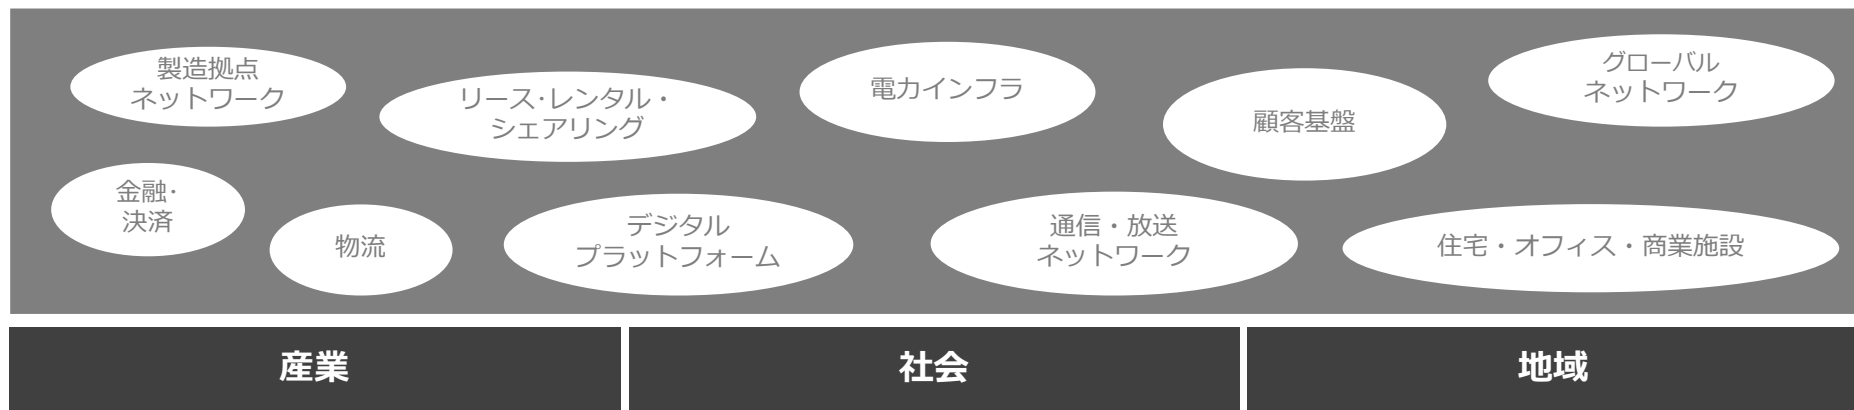 製造拠点
ネットワーク
リース･レンタル・
シェアリング
電力インフラ
顧客基盤
グローバル
ネットワーク
金融･
決済
物流
デジタル
プラットフォーム
通信・放送
ネットワーク
住宅・オフィス・商業施設
産業
社会
地域